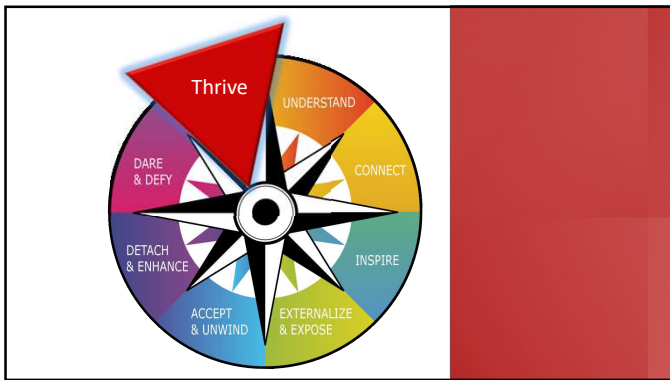 Thrive
UNDERSTAND
CONNECT
INSPIRE
EXTERNALIZE
& EXPOSE
ACCEPT
& UNWIND
DETACH
& ENHANCE
DARE
& DEFY